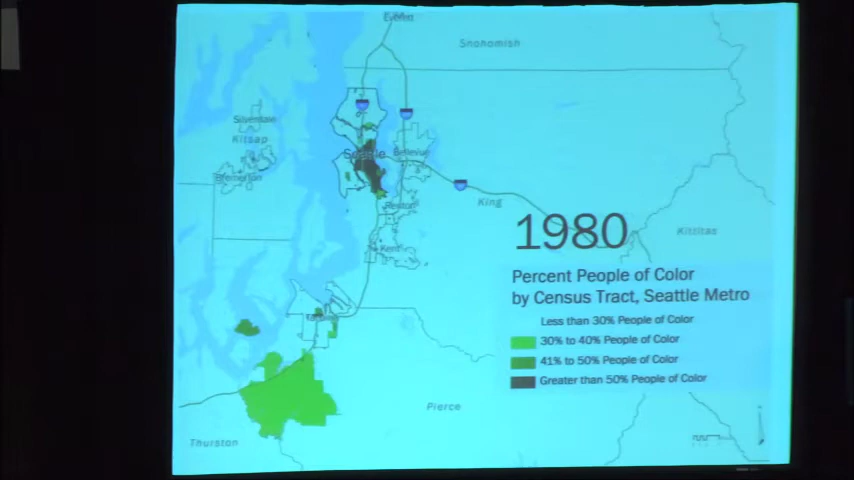 Everett
Snohomish
Silverdale
Kitsap
Seattle
Bellevue
Bremerton
Renton
King
Kittitas
Kent
1980
Percent People of Color
by Census Tract, Seattle Metro
Less than 30% People of Color
30% to 40% People of Color
41% to 50% People of Color
Greater than 50% People of Color
Pierce
Thurston